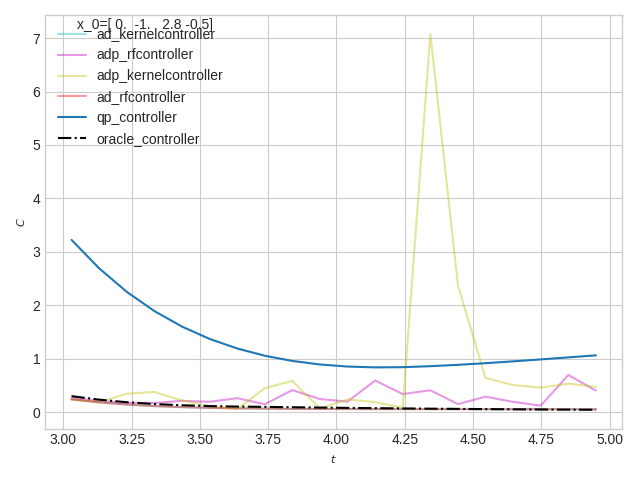 x_0=[ 0. -1. 2.8 -0.5]
ad_kernelcontroller
adp_rfcontroller
adp_kernelcontroller
ad_rfcontroller
qp_controller
oracle_controller
7
6
5
4
3
2
1
0
C
3.00 3.25 3.50 3.75 4.00 4.25 4.50 4.75 5.00
t